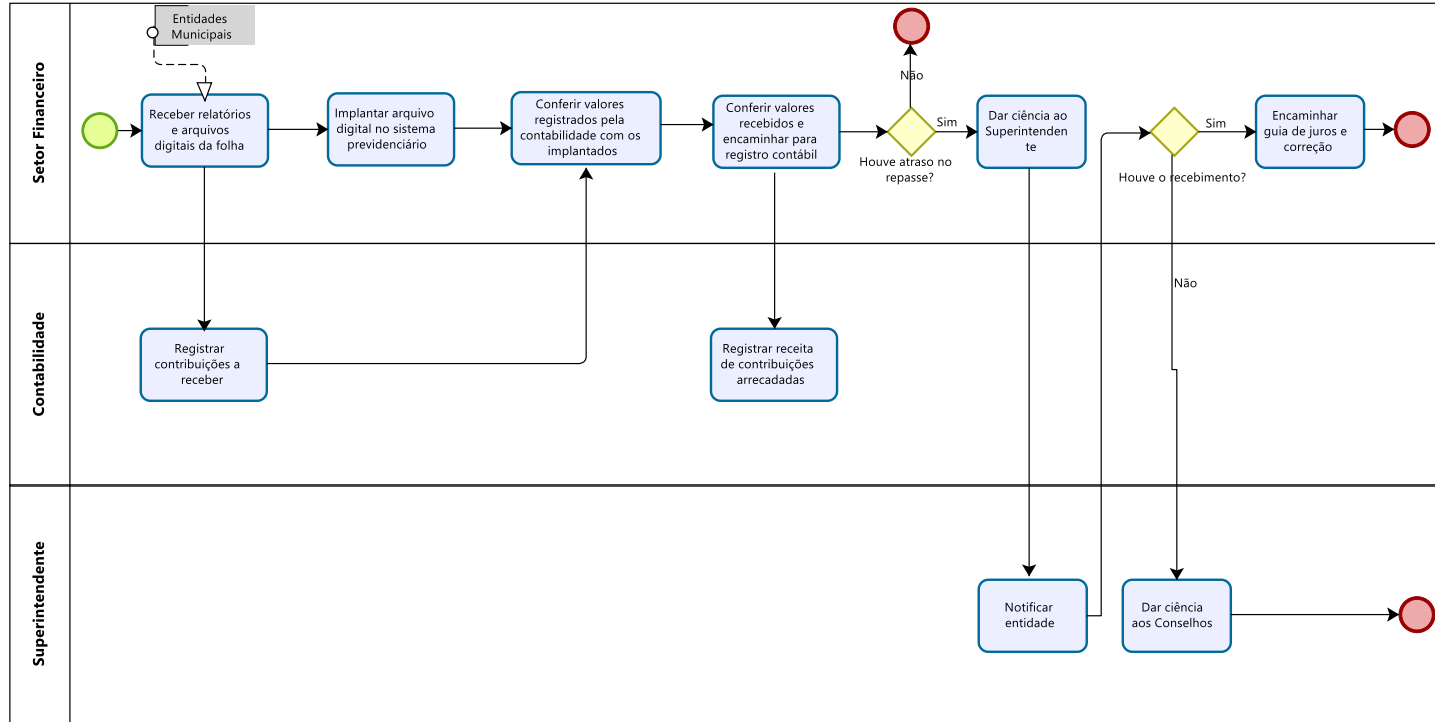 Setor Financeiro
Entidades
Municipais
Receber relatórios
e arquivos
digitais da folha
Implantar arquivo
digital no sistema
previdenciário
Conferir valores
registrados pela
contabilidade com os
implantados
Conferir valores
recebidos e
encaminhar para
registro contábil
Não
Houve atraso no
repasse?
Sim
Dar ciência ao
Superintenden
te
Houve o recebimento?
Sim
Encaminhar
guia de juros e
correção
Não
Contabilidade
Registrar
contribuições a
receber
Registrar receita
de contribuições
arrecadadas
Superintendente
Notificar
entidade
Dar ciência
aos Conselhos